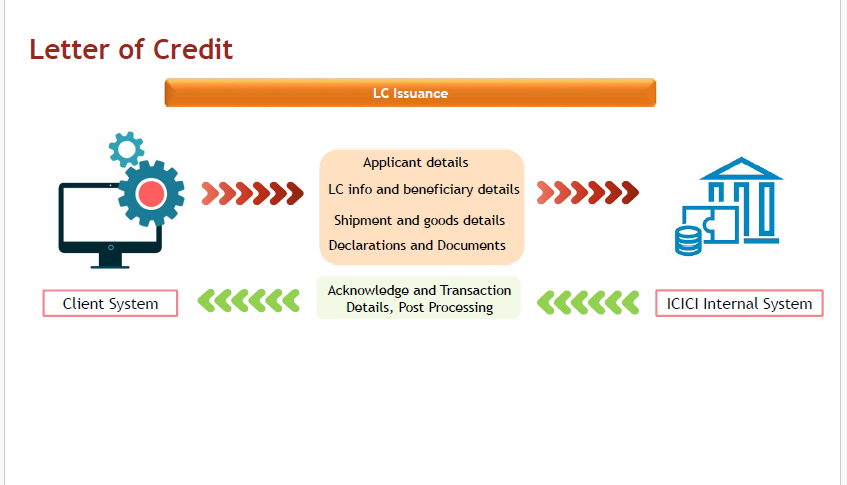 Letter of Credit
LC Issuance
Applicant details
LC info and beneficiary details
Shipment and goods details
Declarations and Documents
Client System
Acknowledge and Transaction
Details, Post Processing
ICICI Internal System